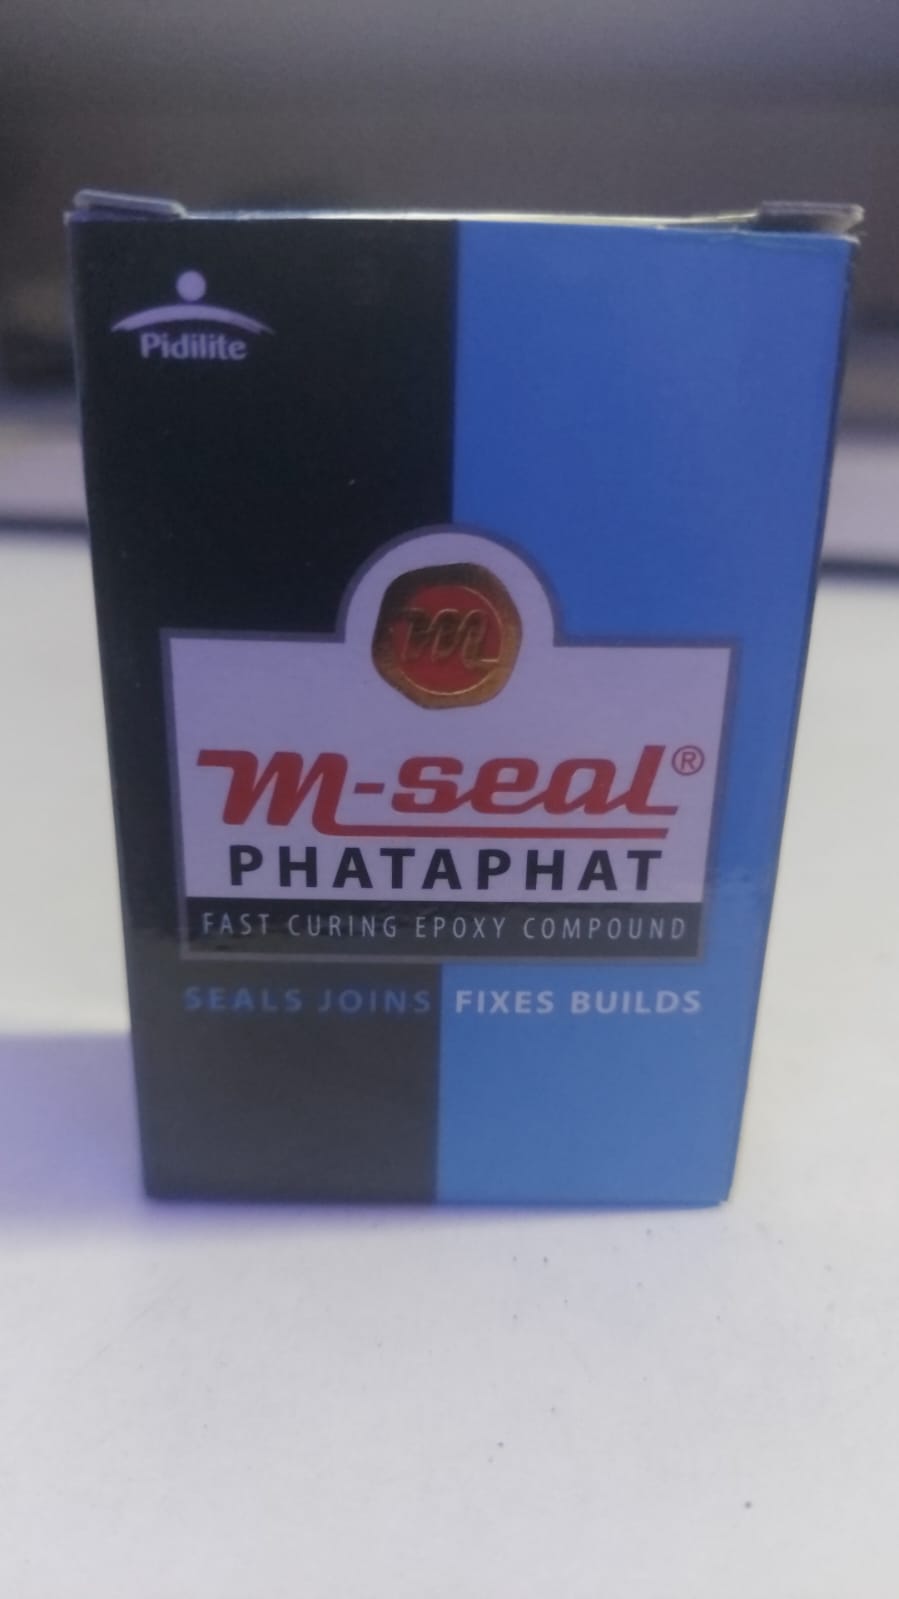 Pidilite
m
m-seal®
PHATAPHAT
FAST CURING EPOXY COMPOUND
SEALS JOINS FIXES BUILDS